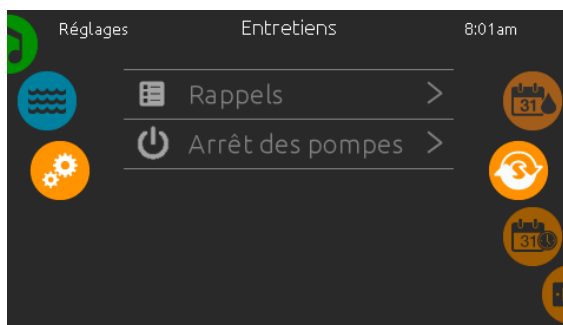 Réglages Entretiens 8:01am
Rappels
31
Arrêt des pompes
31